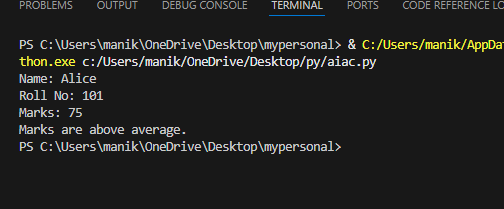 PROBLEMS OUTPUT DEBUG CONSOLE TERMINAL PORTS CODE REFERENCE LO
PS C:\Users\manik\OneDrive\Desktop\mypersonal> & C:/Users/manik/AppDa
thon.exe c:/Users/manik/OneDrive/Desktop/py/aiac.py
Name: Alice
Roll No: 101
Marks: 75
Marks are above average.
PS C:\Users\manik\OneDrive\Desktop\mypersonal>